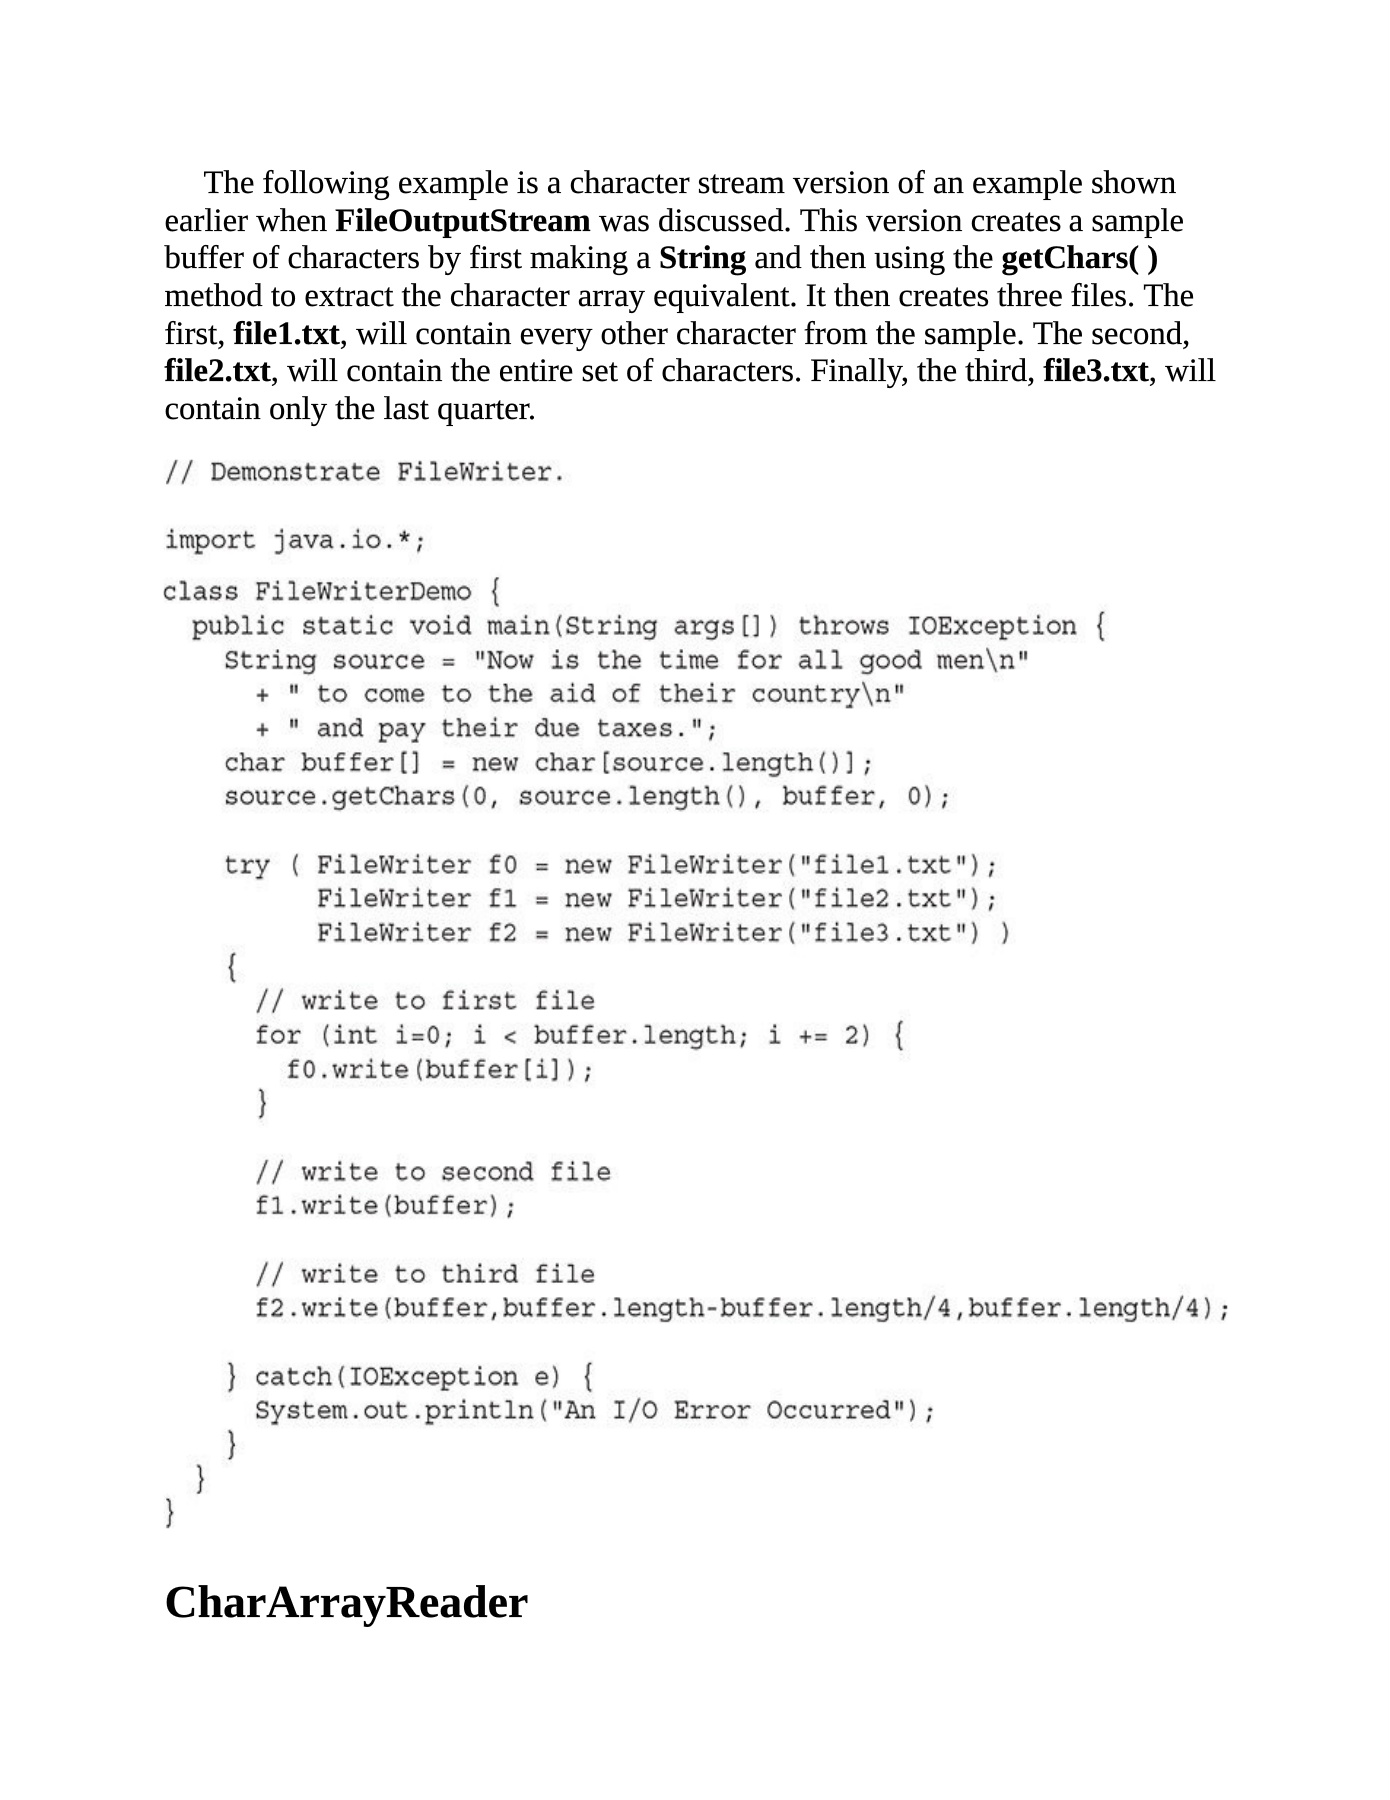 The following example is a character stream version of an example shown
earlier when FileOutputStream was discussed. This version creates a sample
buffer of characters by first making a String and then using the getChars( )
method to extract the character array equivalent. It then creates three files. The
first, file1.txt, will contain every other character from the sample. The second,
file2.txt, will contain the entire set of characters. Finally, the third, file3.txt, will
contain only the last quarter.
// Demonstrate FileWriter.
import java.io.*;
class FileWriterDemo {
  public static void main(String args[]) throws IOException {
    String source = "Now is the time for all good men\n"
      + " to come to the aid of their country\n"
      + " and pay their due taxes.";
    char buffer[] = new char[source.length()];
    source.getChars(0, source.length(), buffer, 0);
    try ( FileWriter f0 = new FileWriter("file1.txt");
          FileWriter f1 = new FileWriter("file2.txt");
          FileWriter f2 = new FileWriter("file3.txt") )
    {
      // write to first file
      for (int i=0; i < buffer.length; i += 2) {
        f0.write(buffer[i]);
      }
      // write to second file
      f1.write(buffer);
      // write to third file
      f2.write(buffer,buffer.length-buffer.length/4,buffer.length/4);
    } catch(IOException e) {
      System.out.println("An I/O Error Occurred");
    }
  }
}
CharArrayReader